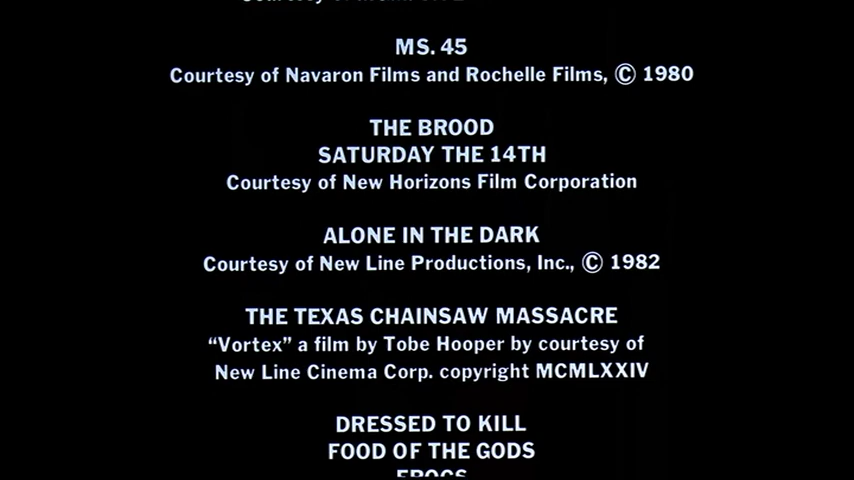 MS. 45
Courtesy of Navaron Films and Rochelle Films, © 1980
THE BROOD
SATURDAY THE 14TH
Courtesy of New Horizons Film Corporation
ALONE IN THE DARK
Courtesy of New Line Productions, Inc., © 1982
THE TEXAS CHAINSAW MASSACRE
“Vortex” a film by Tobe Hooper by courtesy of
New Line Cinema Corp. copyright MCMLXXIV
DRESSED TO KILL
FOOD OF THE GODS
FROGS